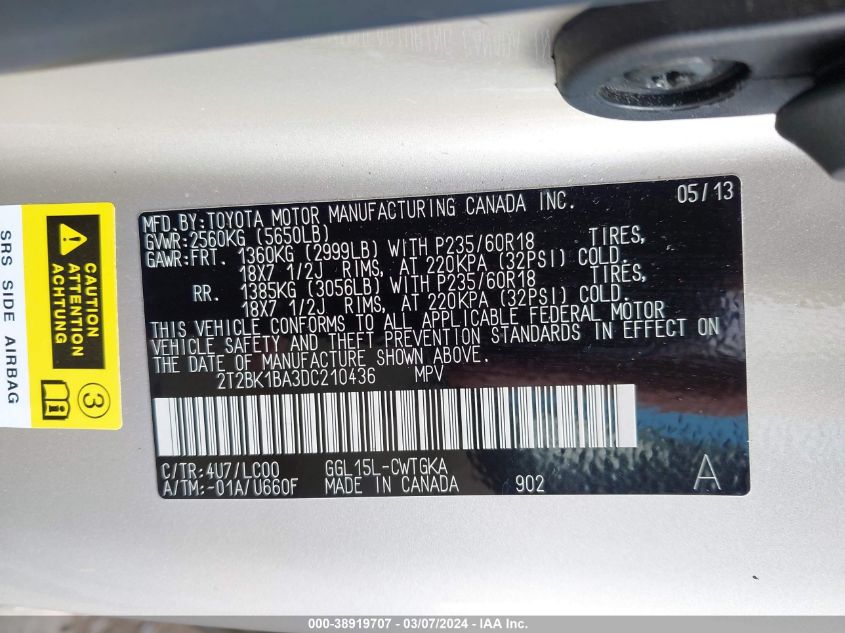 MFD.BY:TOYOTA MOTOR MANUFACTURING CANADA INC. 05/13
GVWR:2560KG (5650LB)
GAWR:FRT. 1360KG (2999LB) WITH P235/60R18 TIRES,
18X7 1/2J RIMS, AT 220KPA (32PSI) COLD.
RR. 1385KG (3056LB) WITH P235/60R18 TIRES,
18X7 1/2J RIMS, AT 220KPA (32PSI) COLD.
THIS VEHICLE CONFORMS TO ALL APPLICABLE FEDERAL MOTOR
VEHICLE SAFETY AND THEFT PREVENTION STANDARDS IN EFFECT ON
THE DATE OF MANUFACTURE SHOWN ABOVE.
2T2BK1BA3DC210436 MPV
C/TR:4U7/LC00 GGL15L-CWTGKA
A/TM:-01A/U660F MADE IN CANADA 902 A
SRS SIDE AIRBAG
CAUTION
ATTENTION
ACHTUNG
3
000-38919707 - 03/07/2024 - IAA Inc.